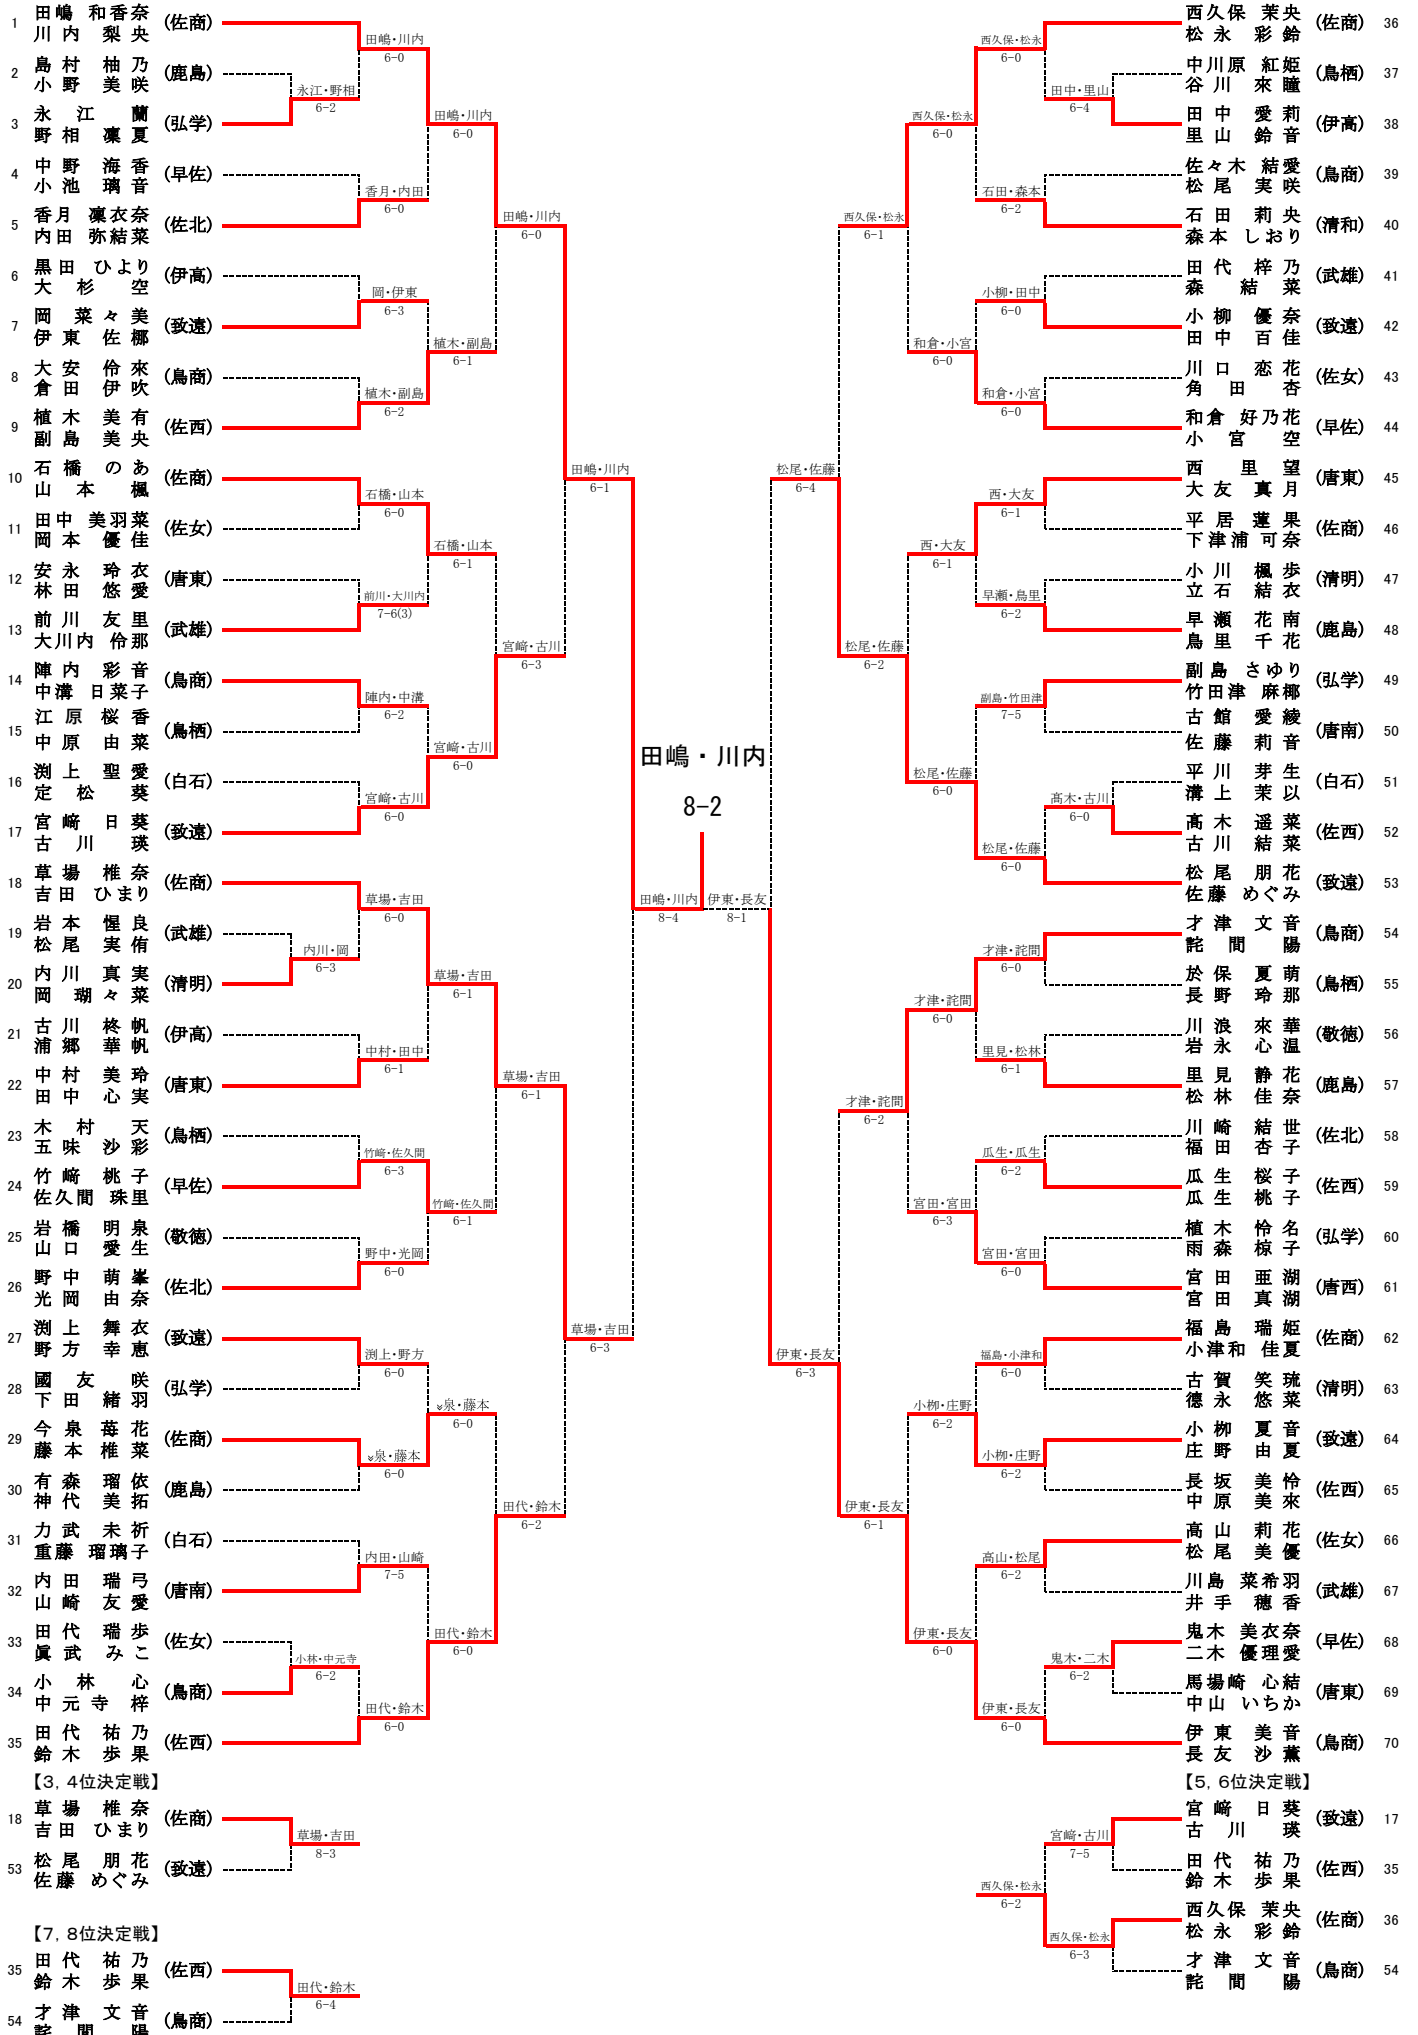 1 田嶋 和香奈 (佐商)
川内 梨央
2 島村 柚乃 (鹿島)
小野 美咲
3 永江 蘭 (弘学)
野相 凜夏
4 中野 海香 (早佐)
小池 璃音
5 香月 凜衣奈 (佐北)
内田 弥結菜
6 黒田 ひより (伊高)
大杉 空
7 岡 菜々美 (致遠)
伊東 佐梛
8 大安 伶來 (鳥商)
倉田 伊吹
9 植木 美有 (佐西)
副島 美央
10 石橋 のあ (佐商)
山本 楓
11 田中 美羽菜 (佐女)
岡本 優佳
12 安永 玲衣 (唐東)
林田 悠愛
13 前川 友里 (武雄)
大川内 伶那
14 陣内 彩音 (鳥商)
中溝 日菜子
15 江原 桜香 (鳥栖)
中原 由菜
16 渕上 聖愛 (白石)
定松 葵
17 宮﨑 日葵 (致遠)
古川 瑛
18 草場 椎奈 (佐商)
吉田 ひまり
19 岩本 惺良 (武雄)
松尾 実侑
20 内川 真実 (清明)
岡 瑚々菜
21 古川 柊帆 (伊高)
浦郷 華帆
22 中村 美玲 (唐東)
田中 心実
23 木村 天 (鳥栖)
五味 沙彩
24 竹﨑 桃子 (早佐)
佐久間 珠里
25 岩橋 明泉 (敬徳)
山口 愛生
26 野中 萌峯 (佐北)
光岡 由奈
27 渕上 舞衣 (致遠)
野方 幸恵
28 國友 咲 (弘学)
下田 緒羽
29 今泉 苺花 (佐商)
藤本 椎菜
30 有森 瑠依 (鹿島)
神代 美拓
31 力武 未祈 (白石)
重藤 瑠璃子
32 内田 瑞弓 (唐南)
山崎 友愛
33 田代 瑞歩 (佐女)
眞武 みこ
34 小林 心 (鳥商)
中元寺 梓
35 田代 祐乃 (佐西)
鈴木 歩果
田嶋・川内
6-0
永江・野相
6-2
田嶋・川内
6-0
香月・内田
6-0
田嶋・川内
6-0
岡・伊東
6-3
植木・副島
6-1
植木・副島
6-2
田嶋・川内
6-1
石橋・山本
6-0
石橋・山本
6-1
前川・大川内
7-6(3)
宮﨑・古川
6-3
陣内・中溝
6-2
宮﨑・古川
6-0
宮﨑・古川
6-0
田嶋・川内
8-2
田嶋・川内
8-4
伊東・長友
8-1
草場・吉田
6-0
内川・岡
6-3
草場・吉田
6-1
中村・田中
6-1
草場・吉田
6-1
竹﨑・佐久間
6-3
竹﨑・佐久間
6-1
野中・光岡
6-0
草場・吉田
6-3
渕上・野方
6-0
泉・藤本
6-0
泉・藤本
6-0
田代・鈴木
6-2
内田・山崎
7-5
田代・鈴木
6-0
小林・中元寺
6-2
田代・鈴木
6-0
西久保・松永
6-0
田中・里山
6-4
西久保・松永
6-0
石田・森本
6-2
西久保・松永
6-1
小柳・田中
6-0
和倉・小宮
6-0
和倉・小宮
6-0
松尾・佐藤
6-4
西・大友
6-1
西・大友
6-1
早瀬・鳥里
6-2
松尾・佐藤
6-2
副島・竹田津
7-5
松尾・佐藤
6-0
髙木・古川
6-0
松尾・佐藤
6-0
才津・詫間
6-0
才津・詫間
6-0
里見・松林
6-1
才津・詫間
6-2
瓜生・瓜生
6-2
宮田・宮田
6-3
宮田・宮田
6-0
伊東・長友
6-3
福島・小津和
6-0
小栁・庄野
6-2
小栁・庄野
6-2
伊東・長友
6-1
高山・松尾
6-2
伊東・長友
6-0
鬼木・二木
6-2
伊東・長友
6-0
西久保 茉央 (佐商) 36
松永 彩鈴
中川原 紅姫 (鳥栖) 37
谷川 來瞳
田中 愛莉 (伊高) 38
里山 鈴音
佐々木 結愛 (鳥商) 39
松尾 実咲
石田 莉央 (清和) 40
森本 しおり
田代 梓乃 (武雄) 41
森 結菜
小柳 優奈 (致遠) 42
田中 百佳
川口 恋花 (佐女) 43
角田 杏
和倉 好乃花 (早佐) 44
小宮 空
西 里望 (唐東) 45
大友 真月
平居 蓮果 (佐商) 46
下津浦 可奈
小川 楓歩 (清明) 47
立石 結衣
早瀬 花南 (鹿島) 48
鳥里 千花
副島 さゆり (弘学) 49
竹田津 麻椰
古館 愛綾 (唐南) 50
佐藤 莉音
平川 芽生 (白石) 51
溝上 茉以
髙木 遥菜 (佐西) 52
古川 結菜
松尾 朋花 (致遠) 53
佐藤 めぐみ
才津 文音 (鳥商) 54
詫間 陽
於保 夏萌 (鳥栖) 55
長野 玲那
川浪 來華 (敬徳) 56
岩永 心温
里見 静花 (鹿島) 57
松林 佳奈
川崎 結世 (佐北) 58
福田 杏子
瓜生 桜子 (佐西) 59
瓜生 桃子
植木 怜名 (弘学) 60
雨森 椋子
宮田 亜湖 (唐西) 61
宮田 真湖
福島 瑞姫 (佐商) 62
小津和 佳夏
古賀 笑琉 (清明) 63
徳永 悠菜
小栁 夏音 (致遠) 64
庄野 由夏
長坂 美怜 (佐西) 65
中原 美來
高山 莉花 (佐女) 66
松尾 美優
川島 菜希羽 (武雄) 67
井手 穂香
鬼木 美衣奈 (早佐) 68
二木 優理愛
馬場崎 心結 (唐東) 69
中山 いちか
伊東 美音 (鳥商) 70
長友 沙薫
【3, 4位決定戦】
18 草場 椎奈 (佐商)
吉田 ひまり
草場・吉田
8-3
53 松尾 朋花 (致遠)
佐藤 めぐみ
【7, 8位決定戦】
35 田代 祐乃 (佐西)
鈴木 歩果
田代・鈴木
6-4
54 才津 文音 (鳥商)
詫間 陽
【5, 6位決定戦】
宮﨑 日葵 (致遠) 17
古川 瑛
宮﨑・古川
7-5
田代 祐乃 (佐西) 35
鈴木 歩果
西久保・松永
6-2
西久保 茉央 (佐商) 36
松永 彩鈴
西久保・松永
6-3
才津 文音 (鳥商) 54
詫間 陽